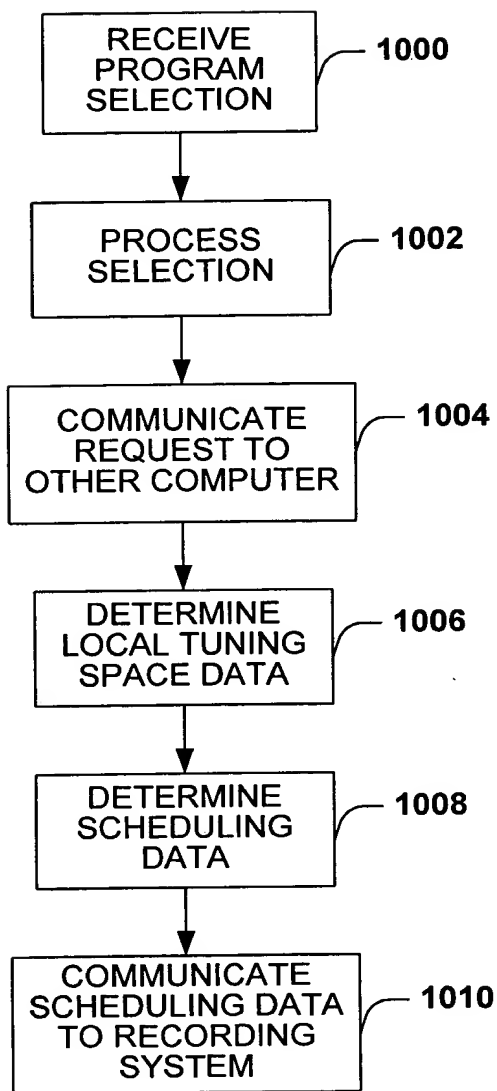 RECEIVE
PROGRAM
SELECTION
1000
PROCESS
SELECTION
1002
COMMUNICATE
REQUEST TO
OTHER COMPUTER
1004
DETERMINE
LOCAL TUNING
SPACE DATA
1006
DETERMINE
SCHEDULING
DATA
1008
COMMUNICATE
SCHEDULING DATA
TO RECORDING
SYSTEM
1010